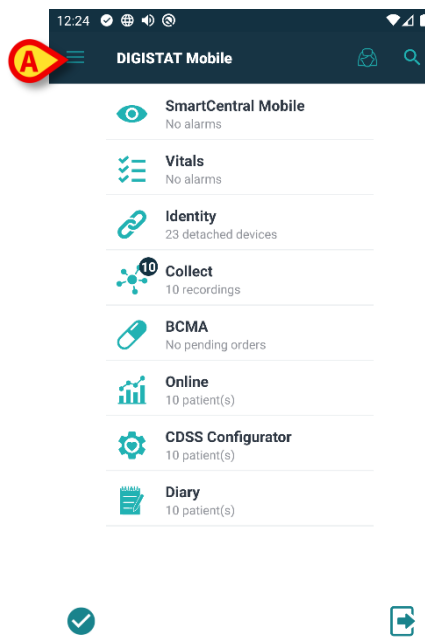 12:24
A
DIGISTAT Mobile
SmartCentral Mobile
No alarms
Vitals
No alarms
Identity
23 detached devices
10
Collect
10 recordings
BCMA
No pending orders
Online
10 patient(s)
CDSS Configurator
10 patient(s)
Diary
10 patient(s)